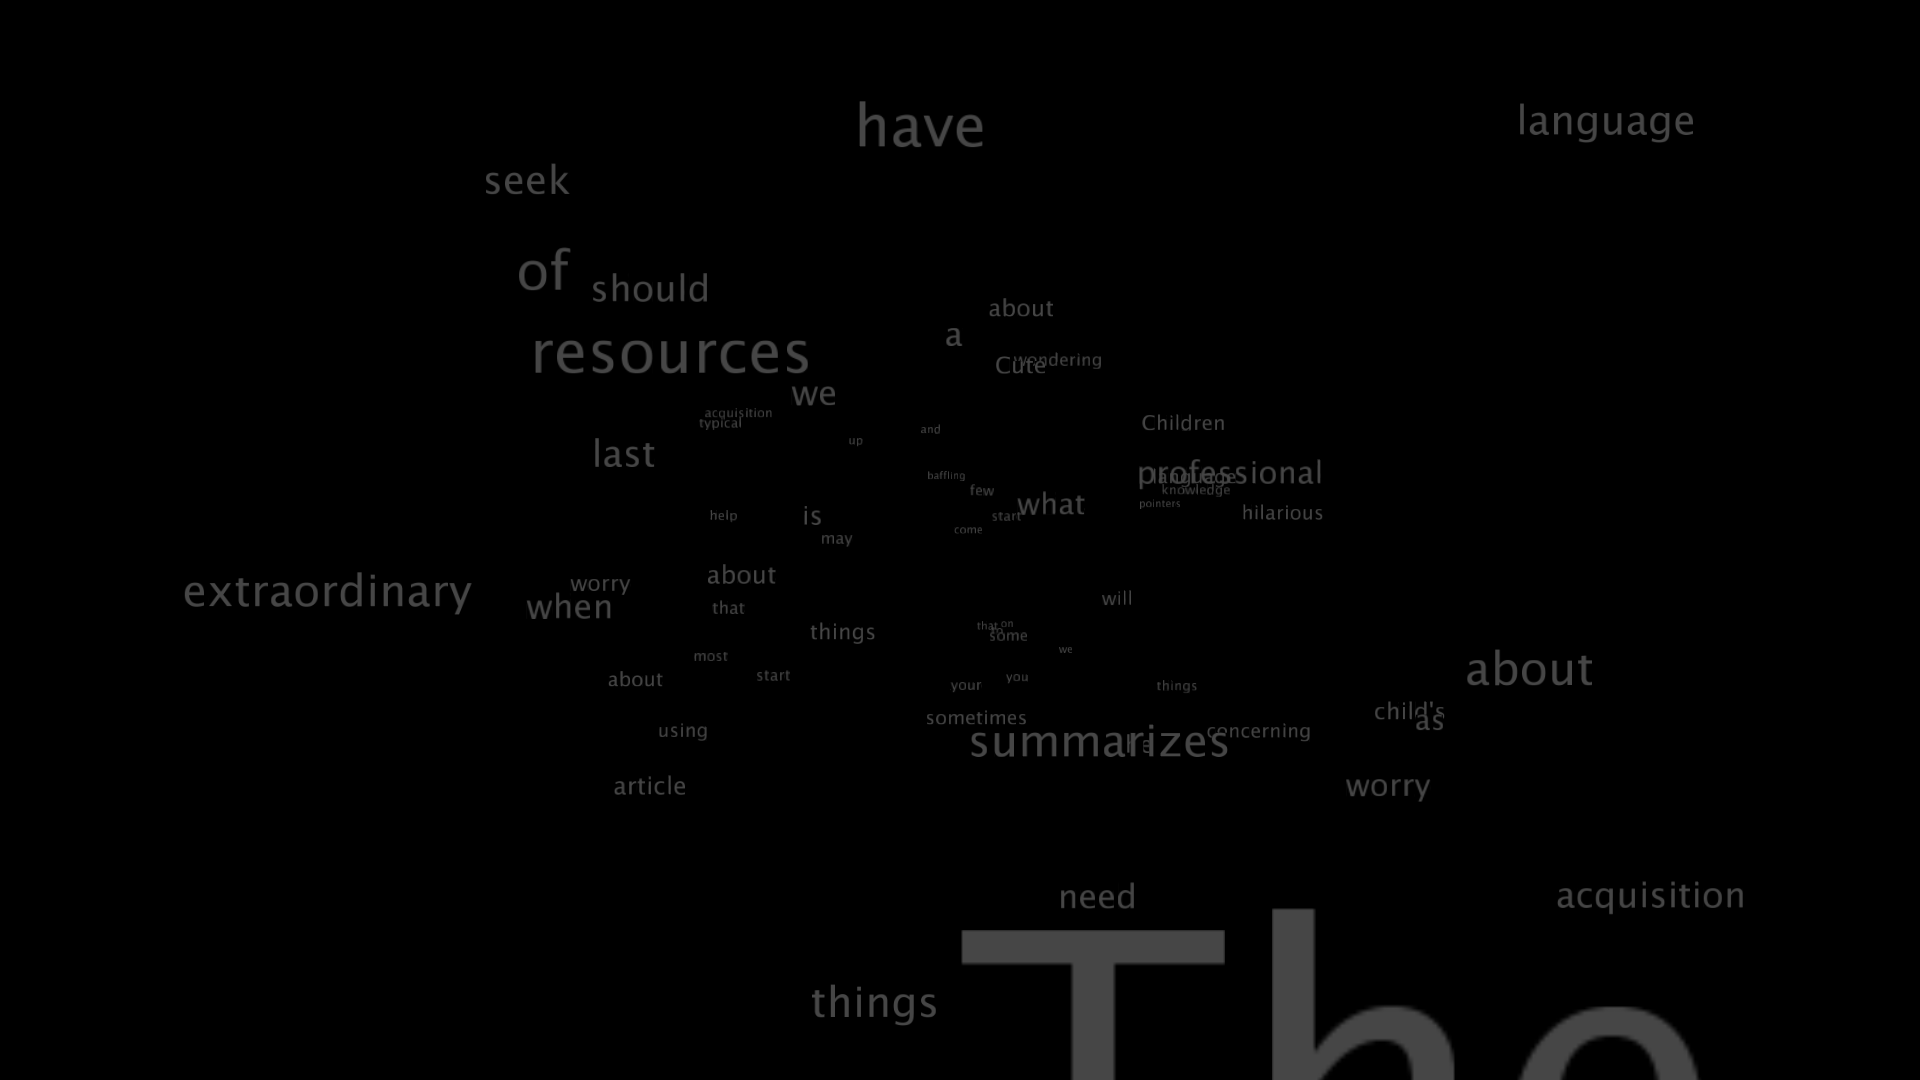 have
language
seek
of
should
about
a
resources
Cute
wondering
we
acquisition
typical
Children
and
up
last
professional
language
baffling
knowledge
few
what
pointers
hilarious
help
is
start
come
may
about
worry
extraordinary
when
will
that
things
that
on
to
some
we
most
about
start
you
your
things
about
child's
as
sometimes
using
summarizes
concerning
article
worry
need
acquisition
things
The